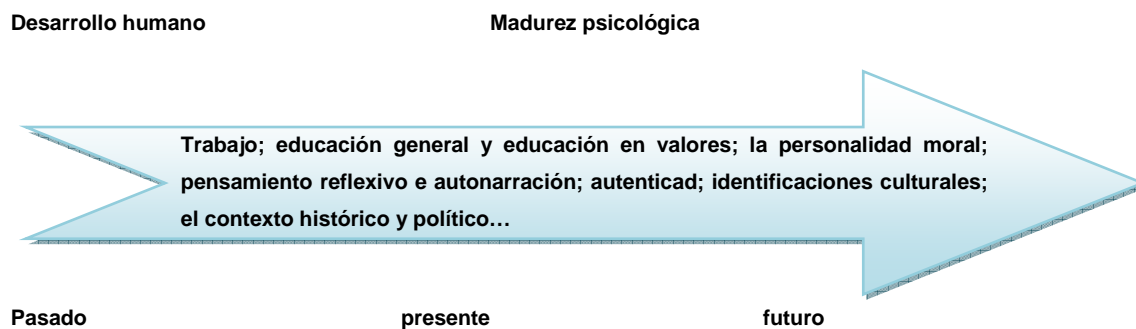 Desarrollo humano Madurez psicológica
Trabajo; educación general y educación en valores; la personalidad moral;
pensamiento reflexivo e autonarración; autenticad; identificaciones culturales;
el contexto histórico y político…
Pasado presente futuro